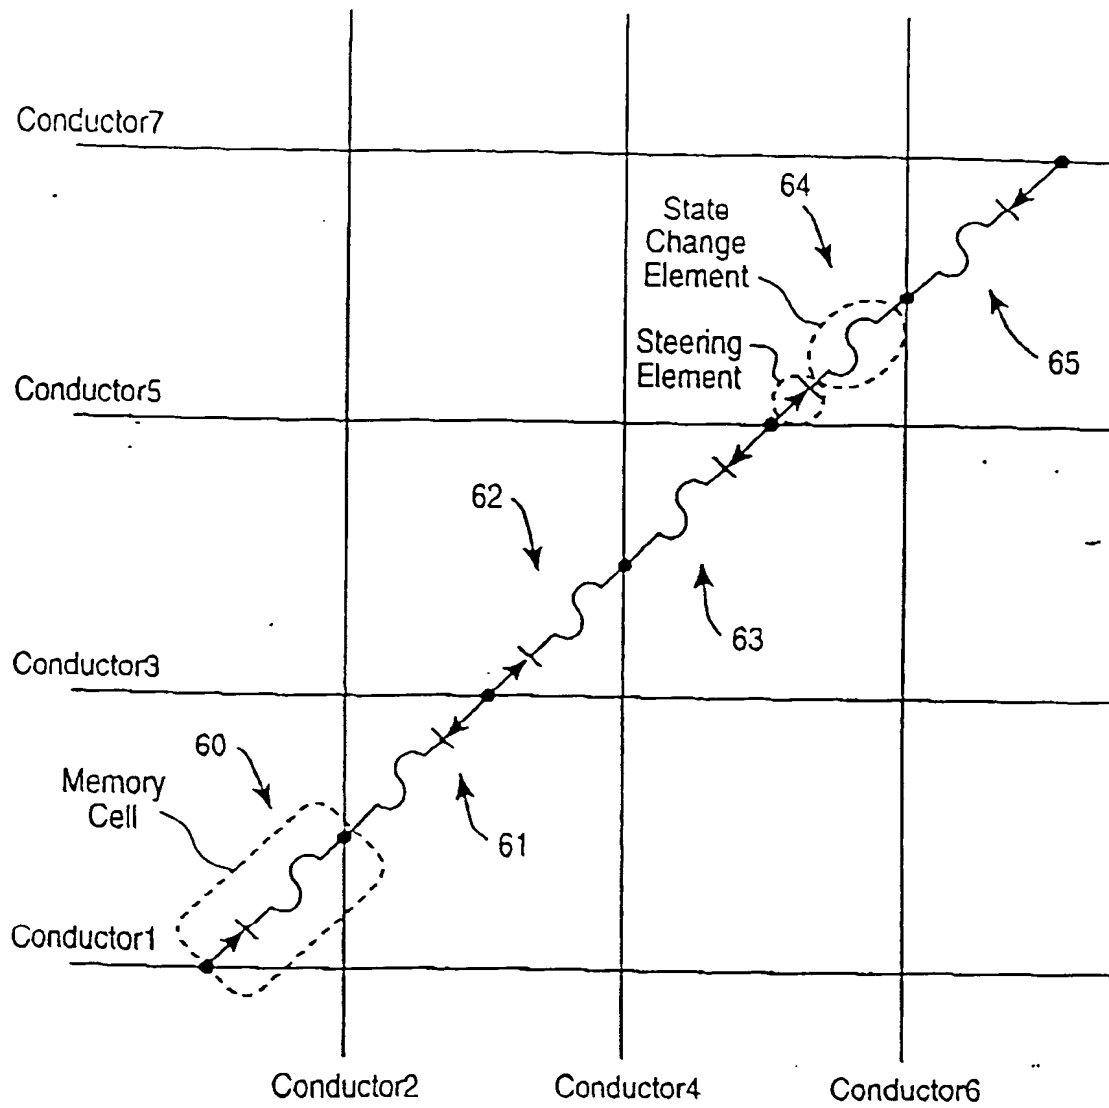 Conductor7
64
State
Change
Element
Steering
Element
65
Conductor5
62
63
Conductor3
60
Memory
Cell
61
Conductor1
Conductor2
Conductor4
Conductor6